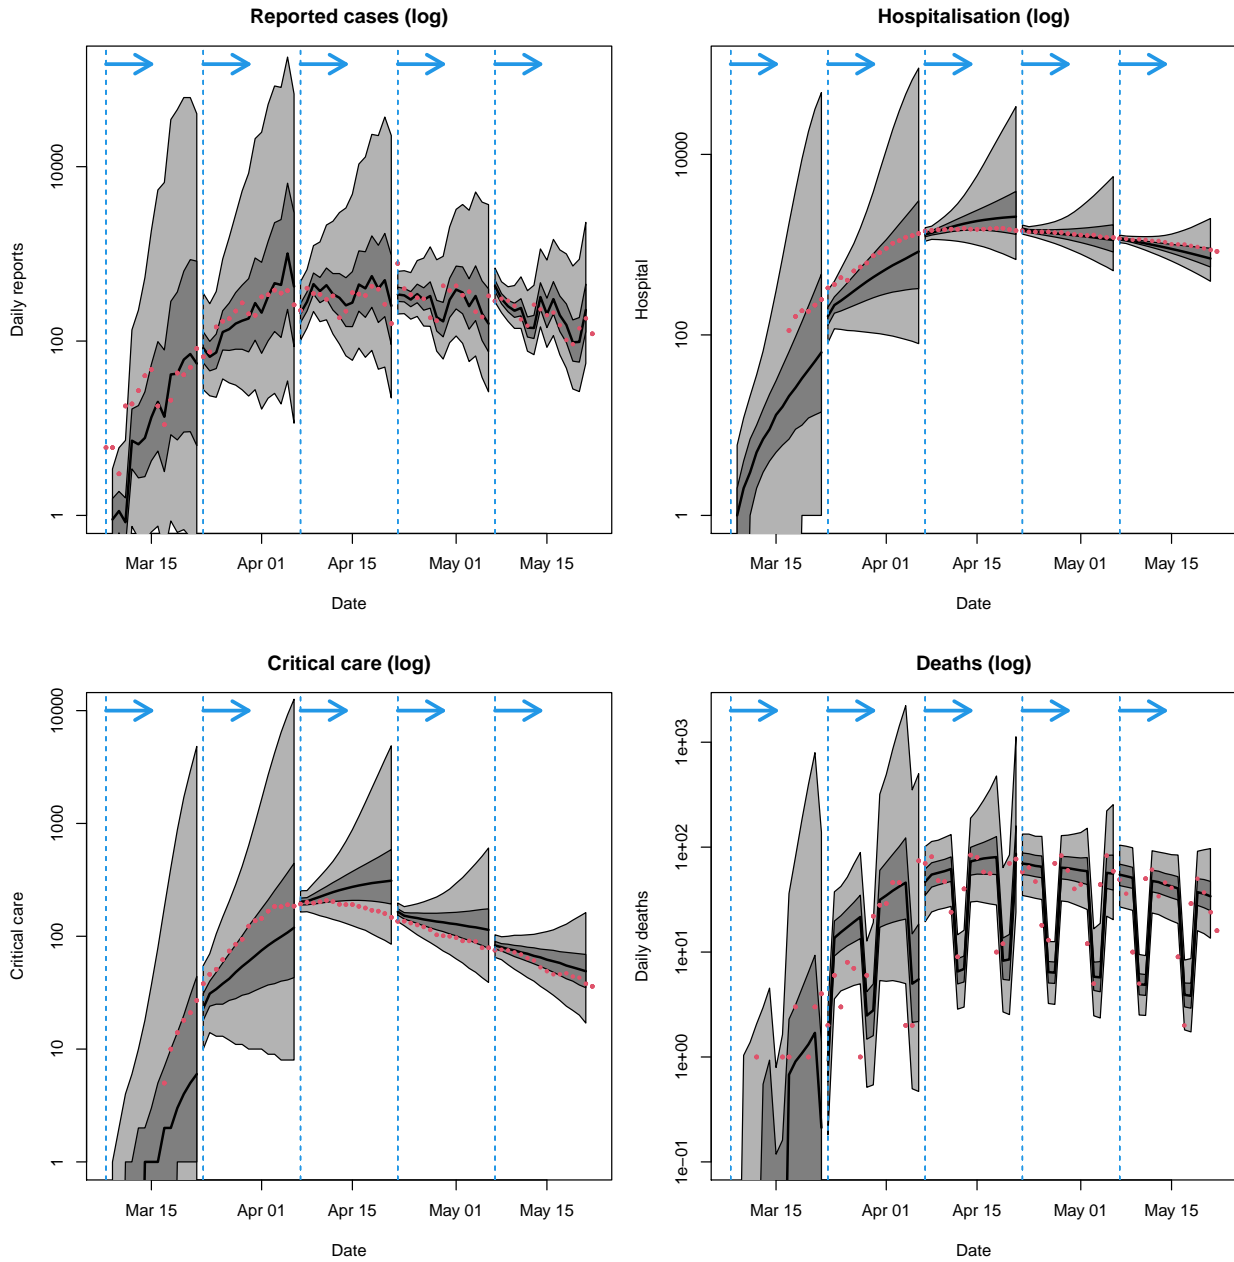 Reported cases (log)
Daily reports
10000
100
1
Mar 15 Apr 01 Apr 15 May 01 May 15
Date
Hospitalisation (log)
Hospital
10000
100
1
Mar 15 Apr 01 Apr 15 May 01 May 15
Date
Critical care (log)
Critical care
10000
1000
100
10
1
Mar 15 Apr 01 Apr 15 May 01 May 15
Date
Deaths (log)
Daily deaths
1e+03
1e+02
1e+01
1e+00
1e−01
Mar 15 Apr 01 Apr 15 May 01 May 15
Date